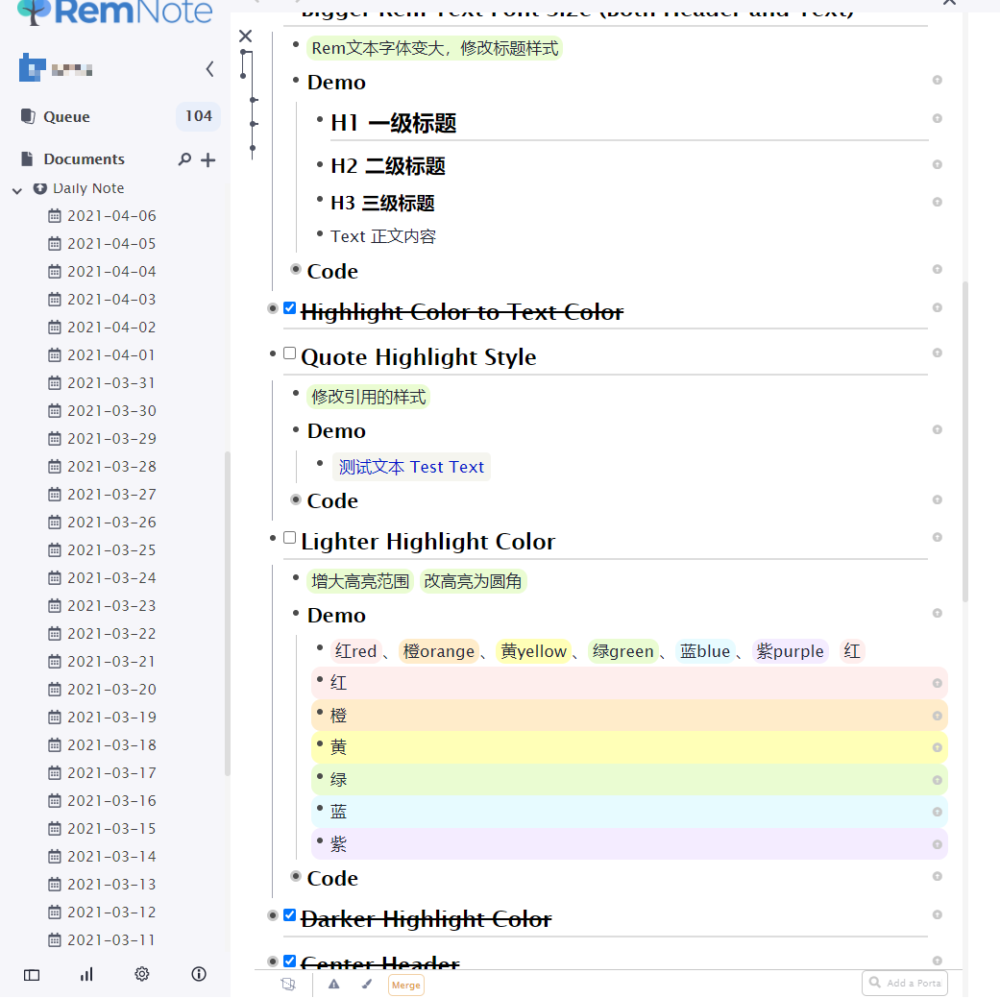 RemNote
Queue
104
Documents
Daily Note
2021-04-06
2021-04-05
2021-04-04
2021-04-03
2021-04-02
2021-04-01
2021-03-31
2021-03-30
2021-03-29
2021-03-28
2021-03-27
2021-03-26
2021-03-25
2021-03-24
2021-03-23
2021-03-22
2021-03-21
2021-03-20
2021-03-19
2021-03-18
2021-03-17
2021-03-16
2021-03-15
2021-03-14
2021-03-13
2021-03-12
2021-03-11
Bigger Rem Text Font Size (Both Header and Text)
Rem文本字体变大，修改标题样式
Demo
H1 一级标题
H2 二级标题
H3 三级标题
Text 正文内容
Code
Highlight Color to Text Color
Quote Highlight Style
修改引用的样式
Demo
测试文本 Test Text
Code
Lighter Highlight Color
增大高亮范围 改高亮为圆角
Demo
红red、橙orange、黄yellow、绿green、蓝blue、紫purple 红
红
橙
黄
绿
蓝
紫
Code
Darker Highlight Color
Center Header
Merge
Add a Porta